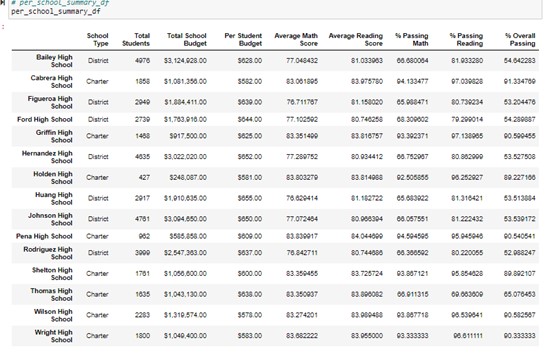 # per_school_summary_df
per_school_summary_df
School Type Total Students Total School Budget Per Student Budget Average Math Score Average Reading Score % Passing Math % Passing Reading % Overall Passing
Bailey High School District 4976 $3,124,928.00 $628.00 77.048432 81.033963 66.680064 81.933280 54.642283
Cabrera High School Charter 1858 $1,081,356.00 $582.00 83.061895 83.975780 94.133477 97.039828 91.334769
Figueroa High School District 2949 $1,884,411.00 $639.00 76.711767 81.158020 65.988471 80.739234 53.204476
Ford High School District 2739 $1,763,916.00 $644.00 77.102592 80.746258 68.309602 79.299014 54.289887
Griffin High School Charter 1468 $917,500.00 $625.00 83.351499 83.816757 93.392371 97.138965 90.599455
Hernandez High School District 4635 $3,022,020.00 $652.00 77.289752 80.934412 66.752967 80.862999 53.527508
Holden High School Charter 427 $248,087.00 $581.00 83.803279 83.814988 92.505855 96.252927 89.227166
Huang High School District 2917 $1,910,635.00 $655.00 76.629414 81.182722 65.683922 81.316421 53.513884
Johnson High School District 4761 $3,094,650.00 $650.00 77.072464 80.966394 66.057551 81.222432 53.539172
Pena High School Charter 962 $585,858.00 $609.00 83.839917 84.044699 94.594595 95.945946 90.540541
Rodriguez High School District 3999 $2,547,363.00 $637.00 76.842711 80.744686 66.366592 80.220055 52.988247
Shelton High School Charter 1761 $1,056,600.00 $600.00 83.359455 83.725724 93.867121 95.854628 89.892107
Thomas High School Charter 1635 $1,043,130.00 $638.00 83.350937 83.896082 66.911315 69.663609 65.076453
Wilson High School Charter 2283 $1,319,574.00 $578.00 83.274201 83.989488 93.867718 96.539641 90.582567
Wright High School Charter 1800 $1,049,400.00 $583.00 83.682222 83.955000 93.333333 96.611111 90.333333